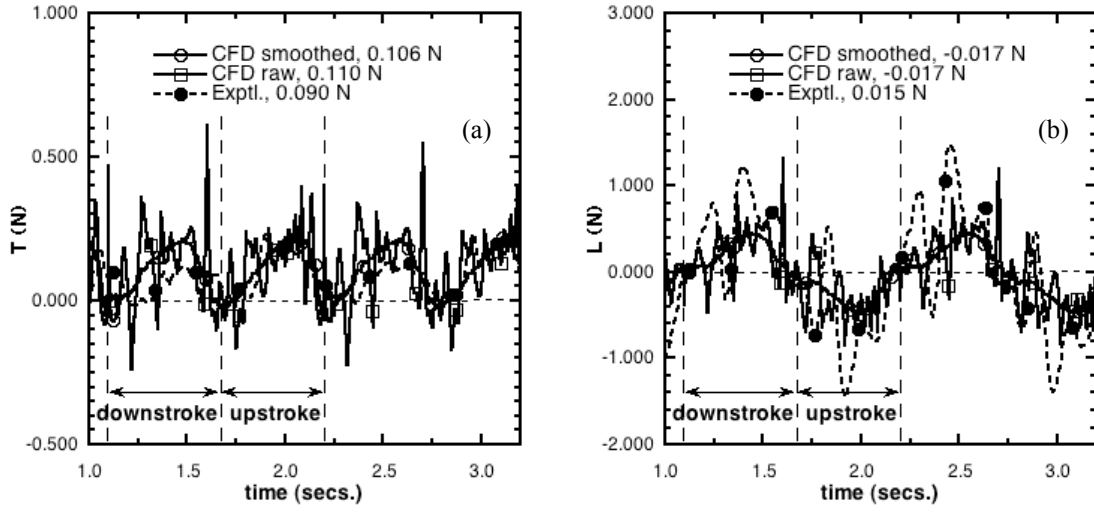 1.000
0.500
0.000
-0.500
T (N)
CFD smoothed, 0.106 N
CFD raw, 0.110 N
Exptl., 0.090 N
(a)
downstroke
upstroke
1.0
1.5
2.0
2.5
3.0
time (secs.)
3.000
2.000
1.000
0.000
-1.000
-2.000
L (N)
CFD smoothed, -0.017 N
CFD raw, -0.017 N
Exptl., 0.015 N
(b)
downstroke
upstroke
1.0
1.5
2.0
2.5
3.0
time (secs.)